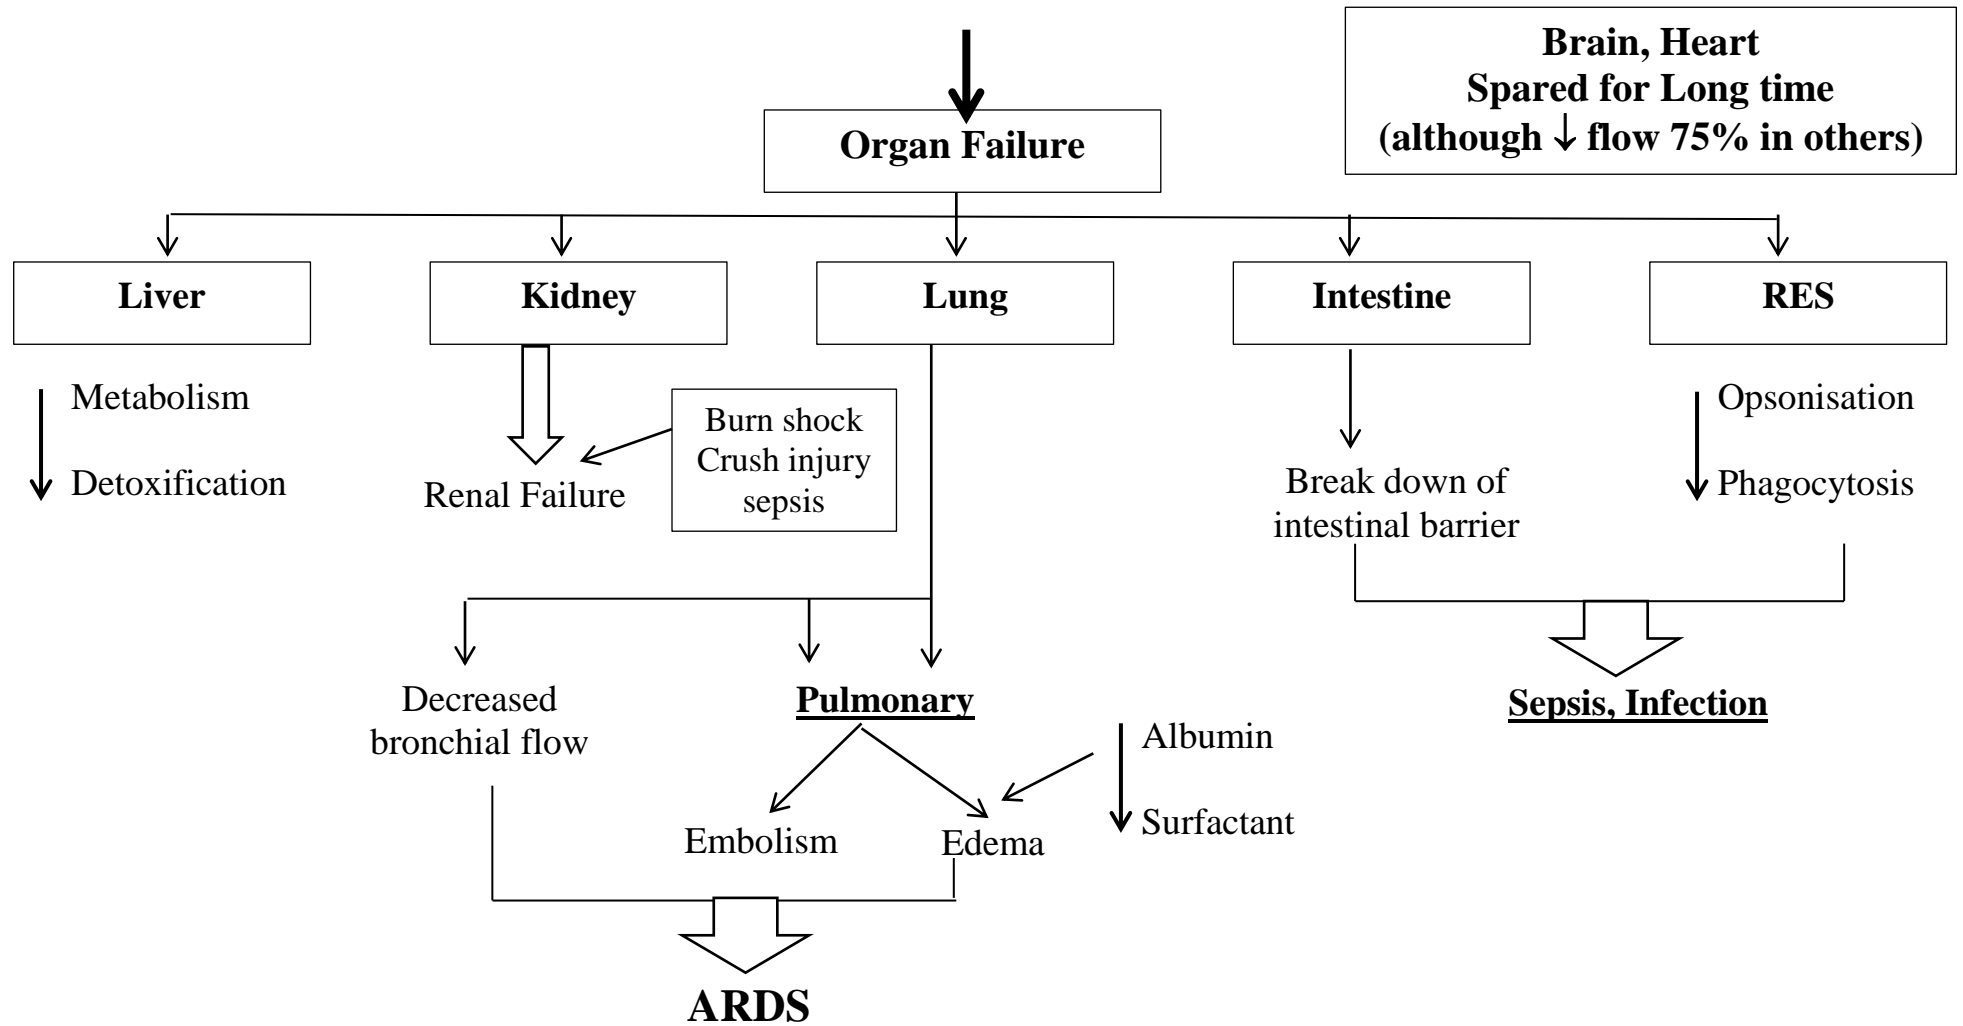 Brain, Heart
Spared for Long time
(although ↓ flow 75% in others)
Organ Failure
Liver
Kidney
Lung
Intestine
RES
Metabolism
Detoxification
Renal Failure
Burn shock
Crush injury
sepsis
Break down of
intestinal barrier
Opsonisation
Phagocytosis
Decreased
bronchial flow
Pulmonary
Albumin
Surfactant
Embolism
Edema
Sepsis, Infection
ARDS